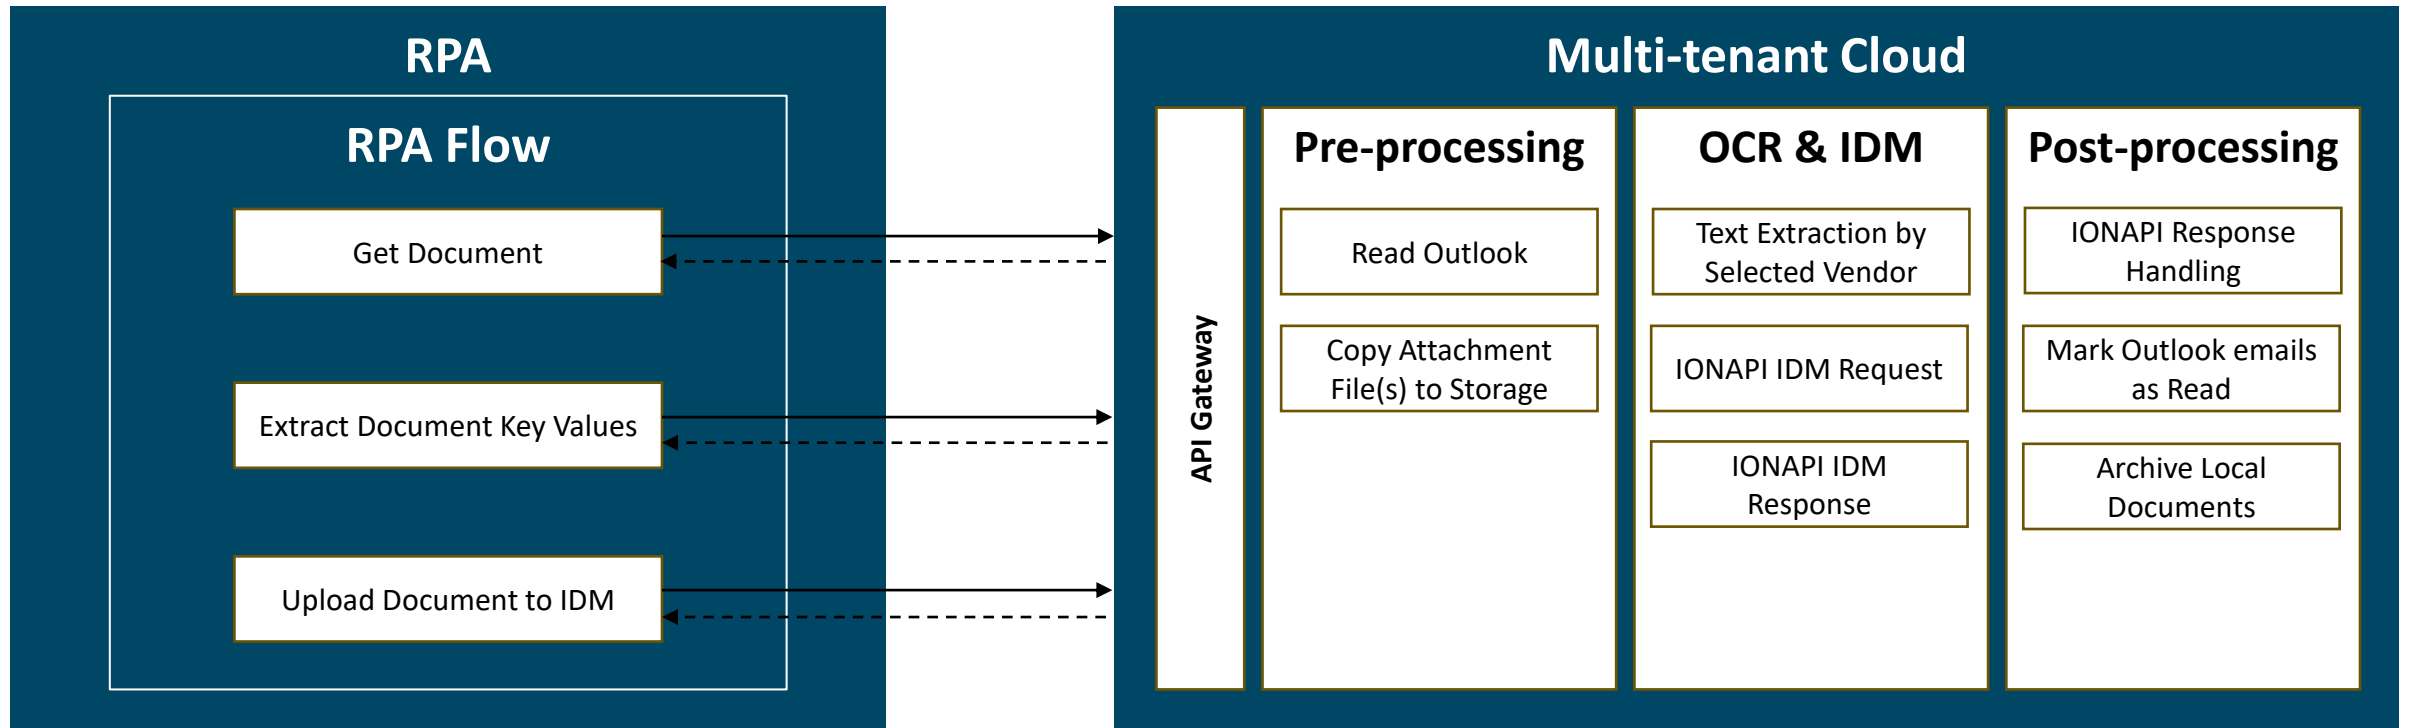 RPA
RPA Flow
Get Document
Extract Document Key Values
Upload Document to IDM
Multi-tenant Cloud
API Gateway
Pre-processing
Read Outlook
Copy Attachment
File(s) to Storage
OCR & IDM
Text Extraction by
Selected Vendor
IONAPI IDM Request
IONAPI IDM
Response
Post-processing
IONAPI Response
Handling
Mark Outlook emails
as Read
Archive Local
Documents